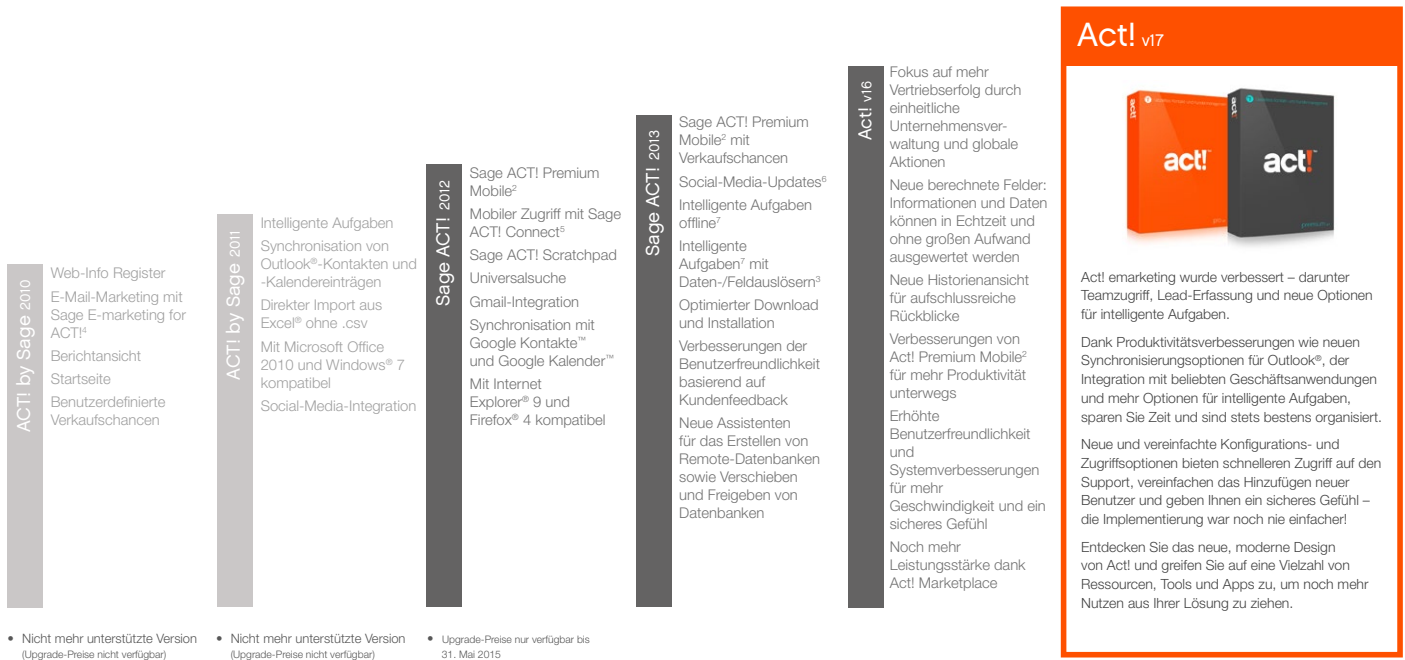 ACT! by Sage 2010
Web-Info Register
E-Mail-Marketing mit
Sage E-marketing for
ACT!⁴
Berichtansicht
Startseite
Benutzerdefinierte
Verkaufschancen
• Nicht mehr unterstützte Version
(Upgrade-Preise nicht verfügbar)
ACT! by Sage 2011
Intelligente Aufgaben
Synchronisation von
Outlook®-Kontakten und
-Kalendereinträgen
Direkter Import aus
Excel® ohne .csv
Mit Microsoft Office
2010 und Windows® 7
kompatibel
Social-Media-Integration
• Nicht mehr unterstützte Version
(Upgrade-Preise nicht verfügbar)
Sage ACT! 2012
Sage ACT! Premium
Mobile²
Mobiler Zugriff mit Sage
ACT! Connect⁵
Sage ACT! Scratchpad
Universalsuche
Gmail-Integration
Synchronisation mit
Google Kontakte™
und Google Kalender™
Mit Internet
Explorer® 9 und
Firefox® 4 kompatibel
• Upgrade-Preise nur verfügbar bis
31. Mai 2015
Sage ACT! 2013
Sage ACT! Premium
Mobile² mit
Verkaufschancen
Social-Media-Updates⁶
Intelligente Aufgaben
offline⁷
Intelligente
Aufgaben⁷ mit
Daten-/Feldauslösern³
Optimierter Download
und Installation
Verbesserungen der
Benutzerfreundlichkeit
basierend auf
Kundenfeedback
Neue Assistenten
für das Erstellen von
Remote-Datenbanken
sowie Verschieben
und Freigeben von
Datenbanken
Act! v16
Fokus auf mehr
Vertriebserfolg durch
einheitliche
Unternehmensver-
waltung und globale
Aktionen
Neue berechnete Felder:
Informationen und Daten
können in Echtzeit und
ohne großen Aufwand
ausgewertet werden
Neue Historienansicht
für aufschlussreiche
Rückblicke
Verbesserungen von
Act! Premium Mobile²
für mehr Produktivität
unterwegs
Erhöhte
Benutzerfreundlichkeit
und
Systemverbesserungen
für mehr
Geschwindigkeit und ein
sicheres Gefühl
Noch mehr
Leistungsstärke dank
Act! Marketplace
Act! v17
act!
act!™
pro
act!
act!™
premium
Act! emarketing wurde verbessert – darunter
Teamzugriff, Lead-Erfassung und neue Optionen
für intelligente Aufgaben.
Dank Produktivitätsverbesserungen wie neuen
Synchronisierungsoptionen für Outlook®, der
Integration mit beliebten Geschäftsanwendungen
und mehr Optionen für intelligente Aufgaben,
sparen Sie Zeit und sind stets bestens organisiert.
Neue und vereinfachte Konfigurations- und
Zugriffsoptionen bieten schnelleren Zugriff auf den
Support, vereinfachen das Hinzufügen neuer
Benutzer und geben Ihnen ein sicheres Gefühl –
die Implementierung war noch nie einfacher!
Entdecken Sie das neue, moderne Design
von Act! und greifen Sie auf eine Vielzahl von
Ressourcen, Tools und Apps zu, um noch mehr
Nutzen aus Ihrer Lösung zu ziehen.